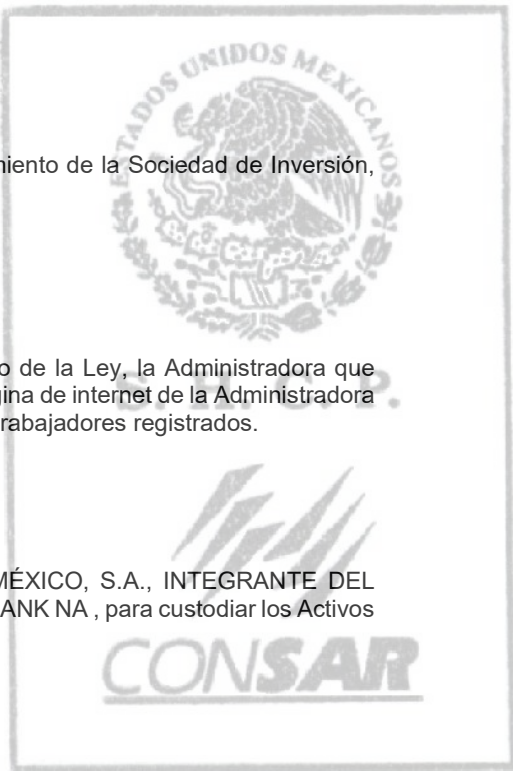 ESTADOS UNIDOS MEXICANOS
miento de la Sociedad de Inversión,
o de la Ley, la Administradora que
gina de internet de la Administradora
S. H. C. P.
rabajadores registrados.
MÉXICO, S.A., INTEGRANTE DEL
ANK NA , para custodiar los Activos
CONSAR